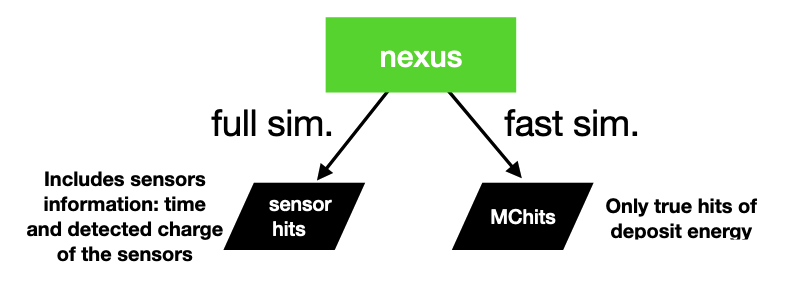 nexus
full sim.
fast sim.
Includes sensors
information: time
and detected charge
of the sensors
sensor
hits
MChits
Only true hits of
deposit energy